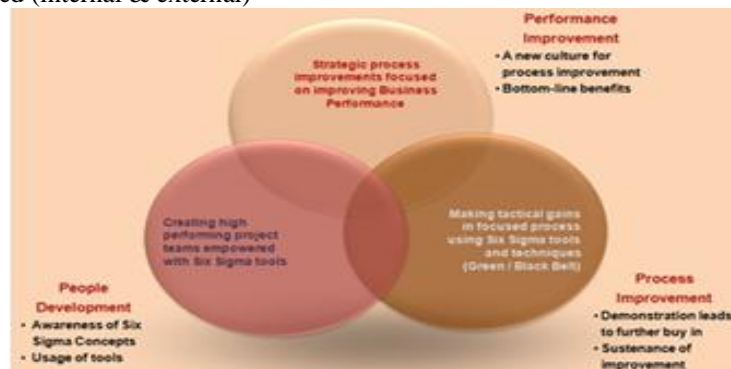 ed (internal & external)
Performance
Improvement
• A new culture for
process improvement
• Bottom-line benefits
Strategic process
improvements focused
on improving Business
Performance
Creating high
performing project
teams empowered
with Six Sigma tools
Making tactical gains
in focused process
using Six Sigma tools
and techniques
(Green / Black Belt)
People
Development
• Awareness of Six
Sigma Concepts
• Usage of tools
Process
Improvement
• Demonstration leads
to further buy in
• Sustenance of
improvement